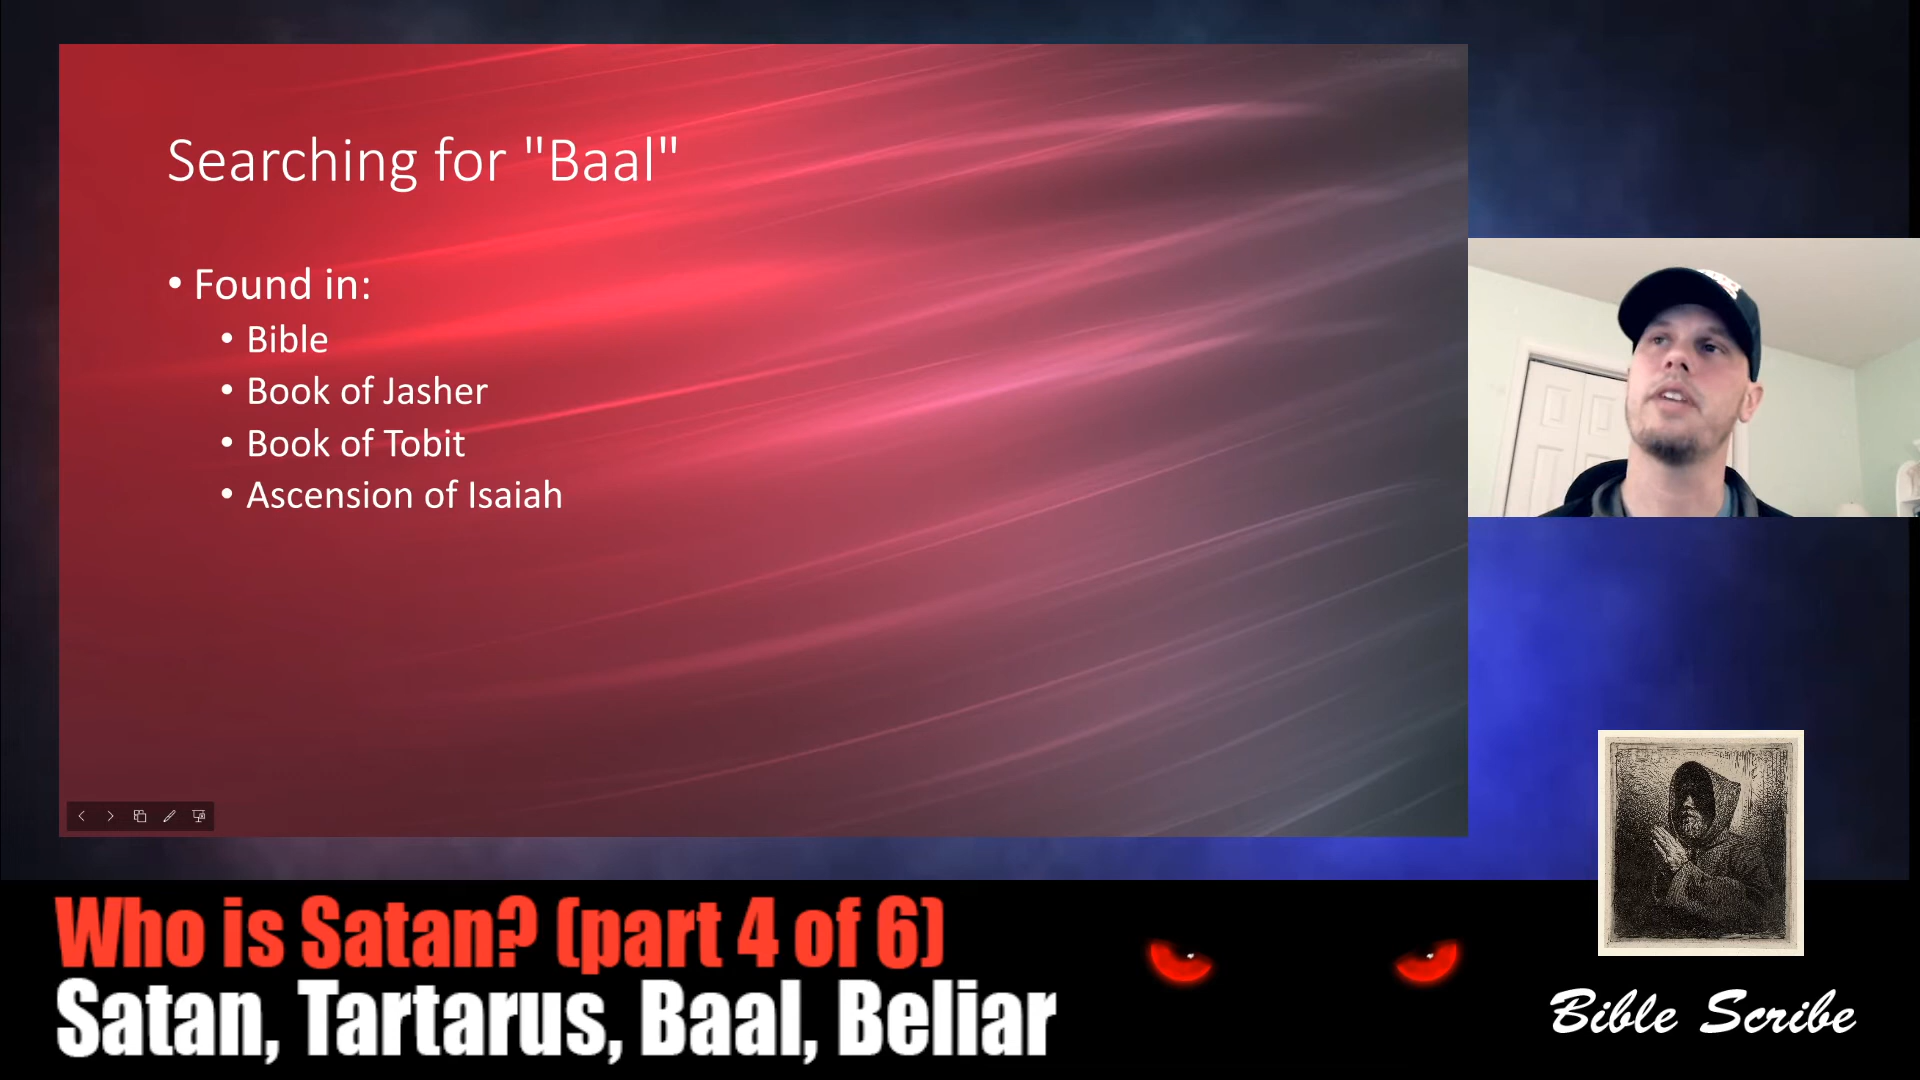 Searching for "Baal"
• Found in:
• Bible
• Book of Jasher
• Book of Tobit
• Ascension of Isaiah
Who is Satan? (part 4 of 6)
Satan, Tartarus, Baal, Beliar
Bible Scribe